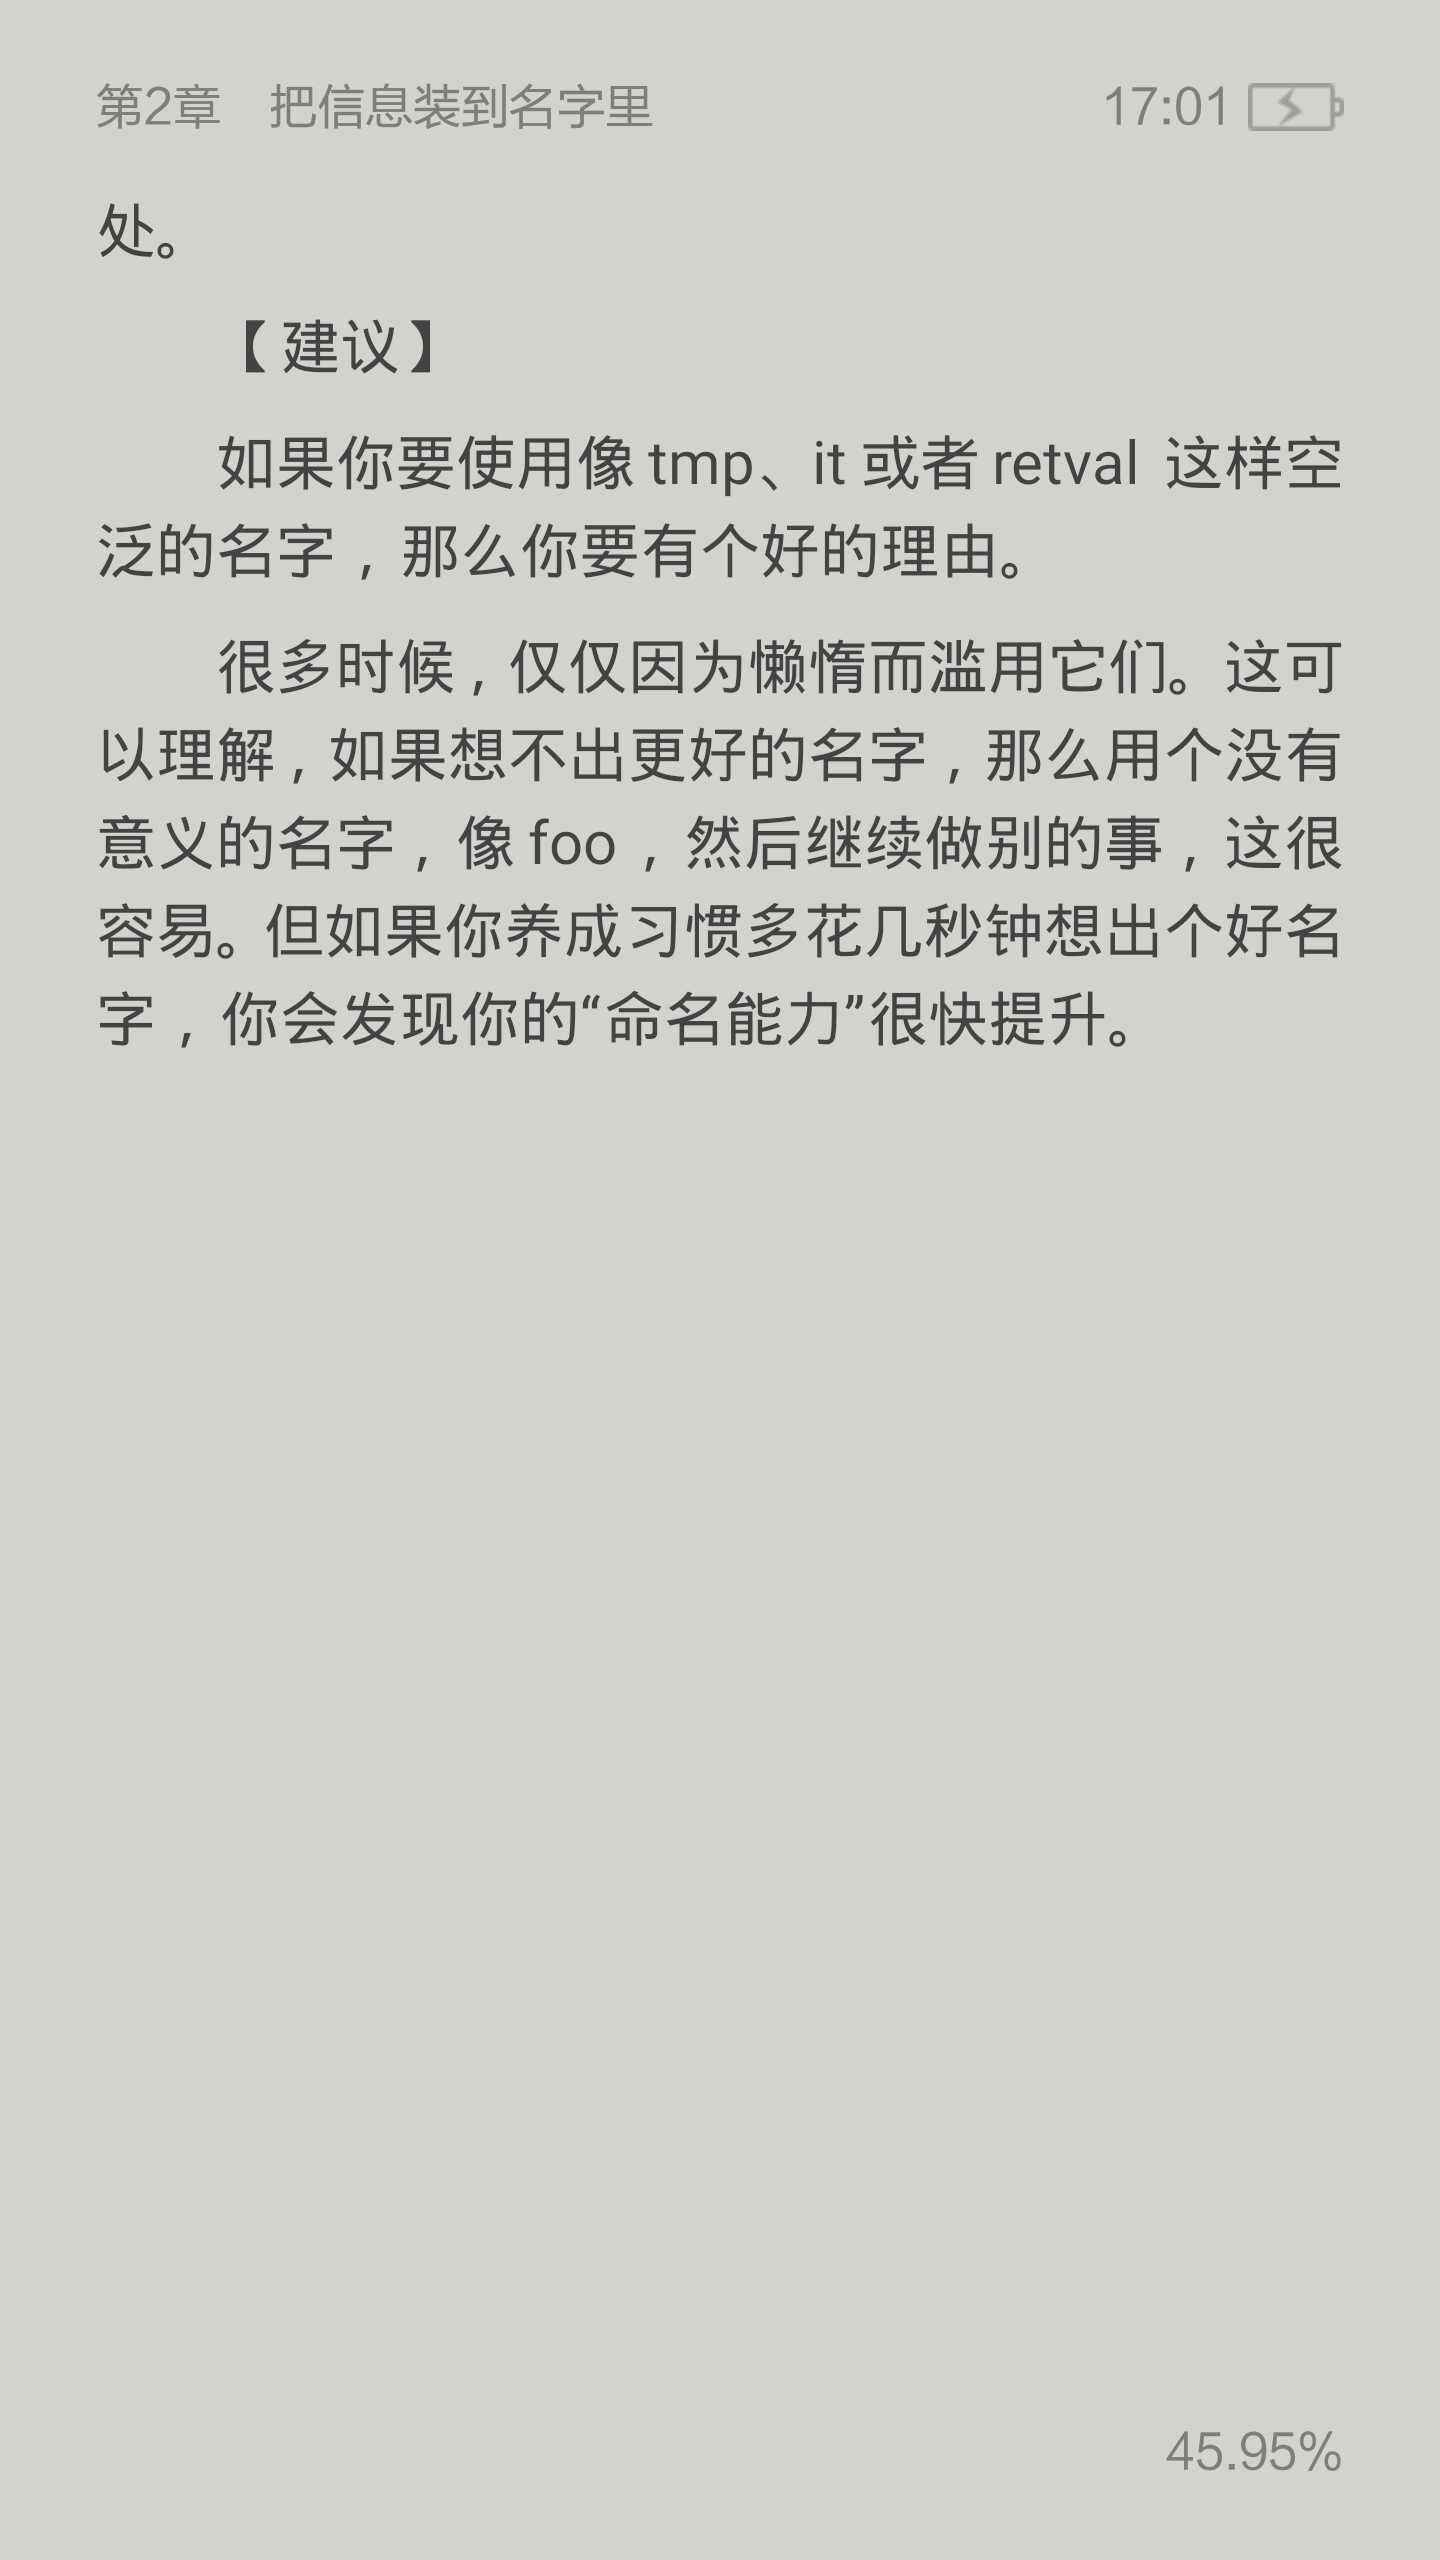 第2章　把信息装到名字里
17:01
处。
【建议】
如果你要使用像 tmp、it 或者 retval 这样空
泛的名字，那么你要有个好的理由。
很多时候，仅仅因为懒惰而滥用它们。这可
以理解，如果想不出更好的名字，那么用个没有
意义的名字，像 foo，然后继续做别的事，这很
容易。但如果你养成习惯多花几秒钟想出个好名
字，你会发现你的“命名能力”很快提升。
45.95%